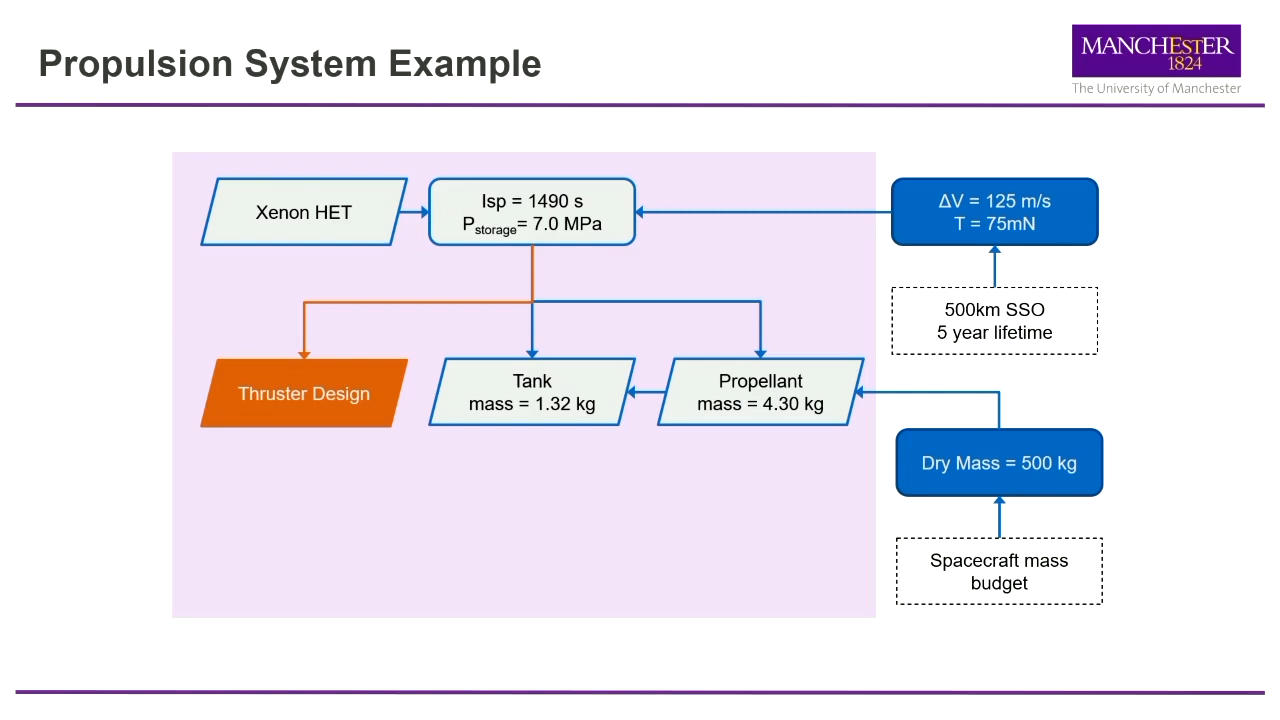 Propulsion System Example
MANCHESTER
1824
The University of Manchester
Xenon HET
Isp = 1490 s
Pstorage= 7.0 MPa
ΔV = 125 m/s
T = 75mN
500km SSO
5 year lifetime
Thruster Design
Tank
mass = 1.32 kg
Propellant
mass = 4.30 kg
Dry Mass = 500 kg
Spacecraft mass
budget